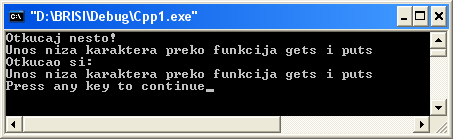 "D:\BRISI\Debug\Cpp1.exe"
Otkucaj nesto!
Unos niza karaktera preko funkcija gets i puts
Otkucao si:
Unos niza karaktera preko funkcija gets i puts
Press any key to continue_